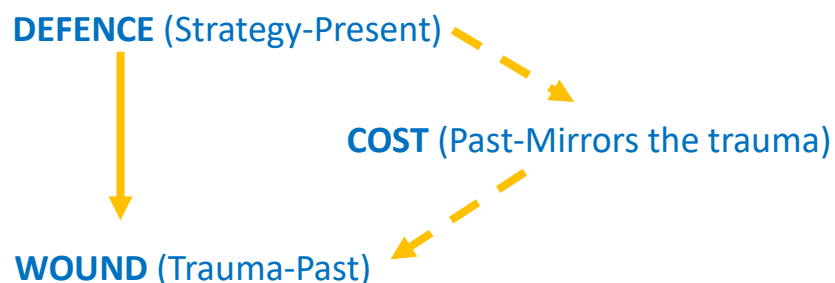 DEFENCE (Strategy-Present)
COST (Past-Mirrors the trauma)
WOUND (Trauma-Past)